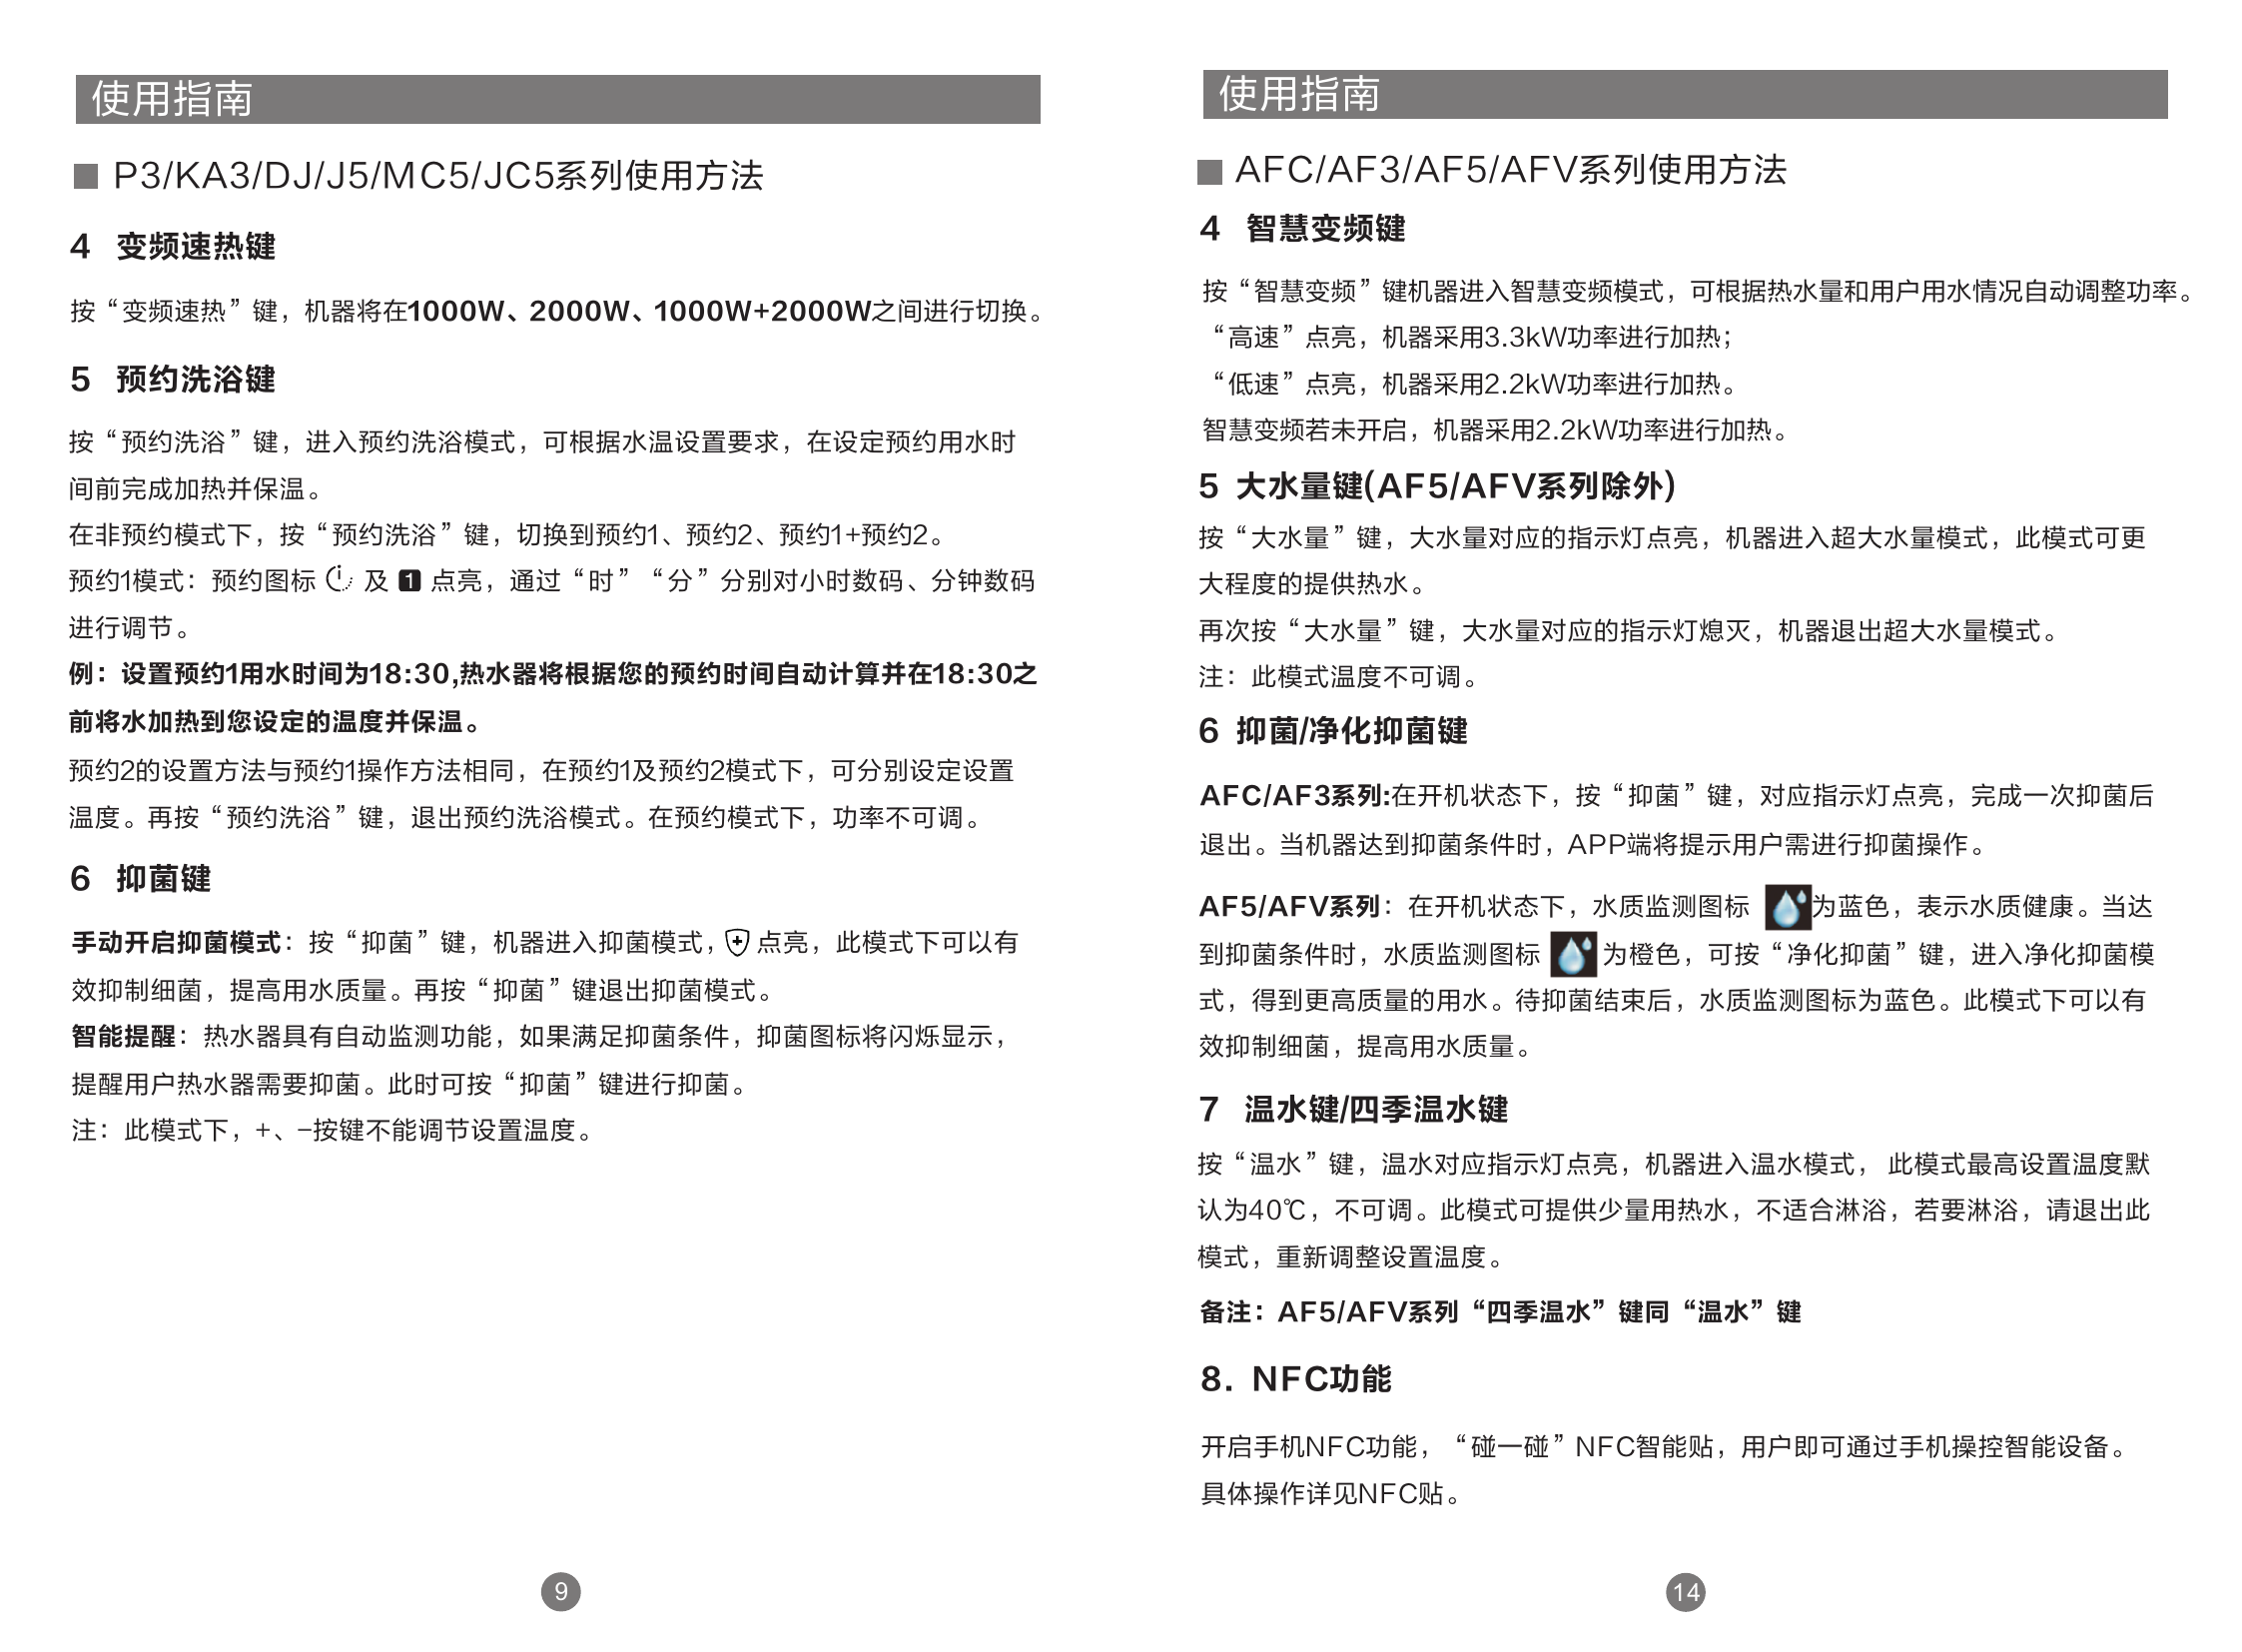 使用指南
■ P3/KA3/DJ/J5/MC5/JC5系列使用方法
4 变频速热键
按“变频速热”键，机器将在1000W、2000W、1000W+2000W之间进行切换。
5 预约洗浴键
按“预约洗浴”键，进入预约洗浴模式，可根据水温设置要求，在设定预约用水时
间前完成加热并保温。
在非预约模式下，按“预约洗浴”键，切换到预约1、预约2、预约1+预约2。
预约1模式：预约图标 及 1 点亮，通过“时”“分”分别对小时数码、分钟数码
进行调节。
例：设置预约1用水时间为18:30,热水器将根据您的预约时间自动计算并在18:30之
前将水加热到您设定的温度并保温。
预约2的设置方法与预约1操作方法相同，在预约1及预约2模式下，可分别设定设置
温度。再按“预约洗浴”键，退出预约洗浴模式。在预约模式下，功率不可调。
6 抑菌键
手动开启抑菌模式：按“抑菌”键，机器进入抑菌模式， 点亮，此模式下可以有
效抑制细菌，提高用水质量。再按“抑菌”键退出抑菌模式。
智能提醒：热水器具有自动监测功能，如果满足抑菌条件，抑菌图标将闪烁显示，
提醒用户热水器需要抑菌。此时可按“抑菌”键进行抑菌。
注：此模式下，+、–按键不能调节设置温度。
9
使用指南
■ AFC/AF3/AF5/AFV系列使用方法
4 智慧变频键
按“智慧变频”键机器进入智慧变频模式，可根据热水量和用户用水情况自动调整功率。
“高速”点亮，机器采用3.3kW功率进行加热；
“低速”点亮，机器采用2.2kW功率进行加热。
智慧变频若未开启，机器采用2.2kW功率进行加热。
5 大水量键(AF5/AFV系列除外)
按“大水量”键，大水量对应的指示灯点亮，机器进入超大水量模式，此模式可更
大程度的提供热水。
再次按“大水量”键，大水量对应的指示灯熄灭，机器退出超大水量模式。
注：此模式温度不可调。
6 抑菌/净化抑菌键
AFC/AF3系列:在开机状态下，按“抑菌”键，对应指示灯点亮，完成一次抑菌后
退出。当机器达到抑菌条件时，APP端将提示用户需进行抑菌操作。
AF5/AFV系列：在开机状态下，水质监测图标 为蓝色，表示水质健康。当达
到抑菌条件时，水质监测图标 为橙色，可按“净化抑菌”键，进入净化抑菌模
式，得到更高质量的用水。待抑菌结束后，水质监测图标为蓝色。此模式下可以有
效抑制细菌，提高用水质量。
7 温水键/四季温水键
按“温水”键，温水对应指示灯点亮，机器进入温水模式， 此模式最高设置温度默
认为40℃，不可调。此模式可提供少量用热水，不适合淋浴，若要淋浴，请退出此
模式，重新调整设置温度。
备注：AF5/AFV系列“四季温水”键同“温水”键
8. NFC功能
开启手机NFC功能，“碰一碰”NFC智能贴，用户即可通过手机操控智能设备。
具体操作详见NFC贴。
14